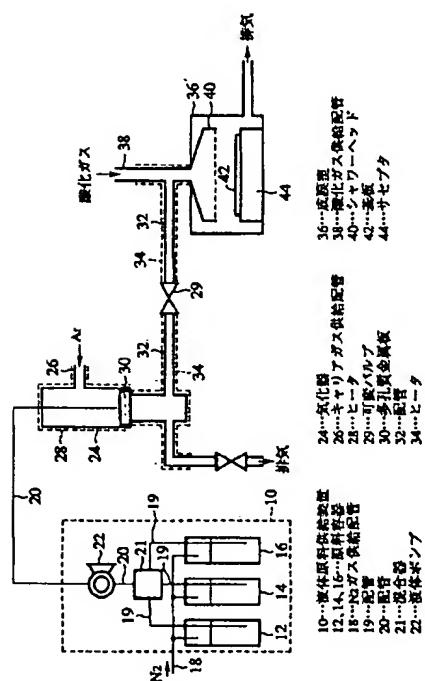 酸化ガス
38
排気
36
40
42
44
32
34
29
32
34
Ar
26
30
28
24
排気
20
22
20
21
19
19
19
10
16
14
12
18
N2
10…液体原料供給装置
12,14,16…原料容器
18…N2ガス供給配管
19…配管
20…配管
21…混合器
22…液体ポンプ
24…気化器
26…キャリアガス供給配管
28…ヒータ
29…可変バルブ
30…多孔質金属板
32…配管
34…ヒータ
36…成膜室
38…酸化ガス供給配管
40…シャワーヘッド
42…基板
44…サセプタ